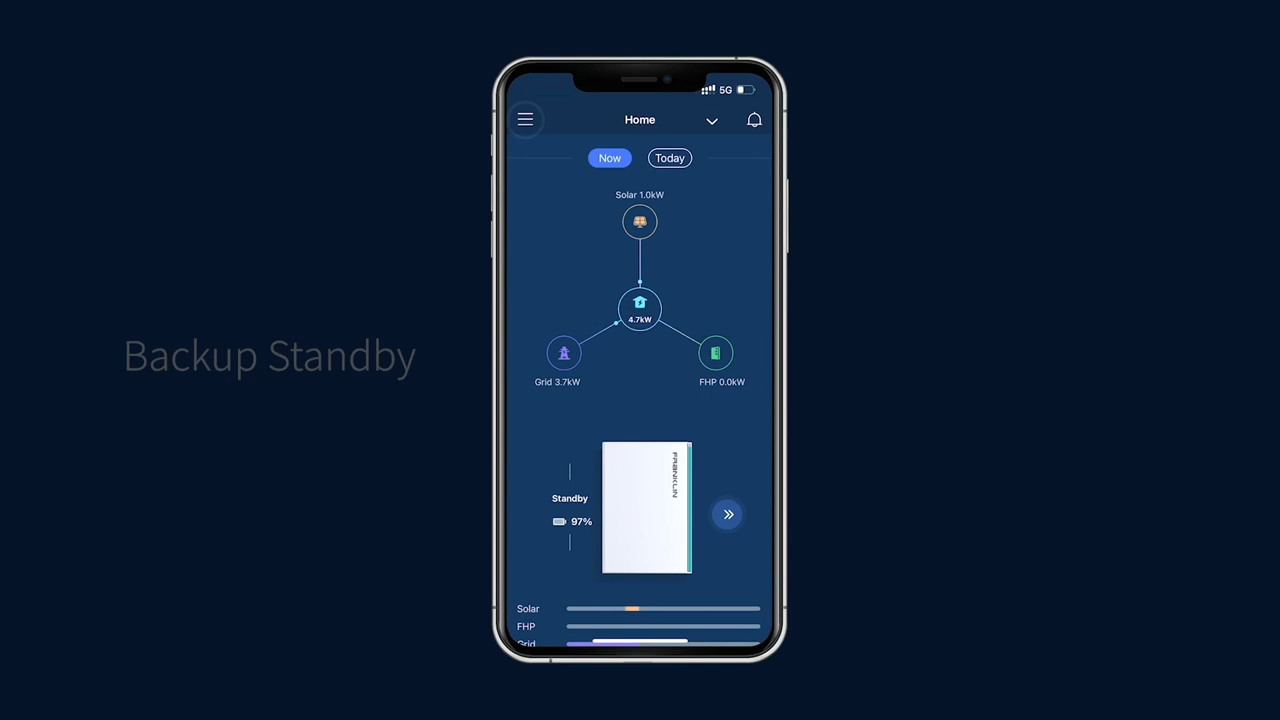 5G
Home
Now
Today
Solar 1.0kW
4.7kW
Grid 3.7kW
FHP 0.0kW
Backup Standby
FRANKLIN
Standby
97%
Solar
FHP
Grid